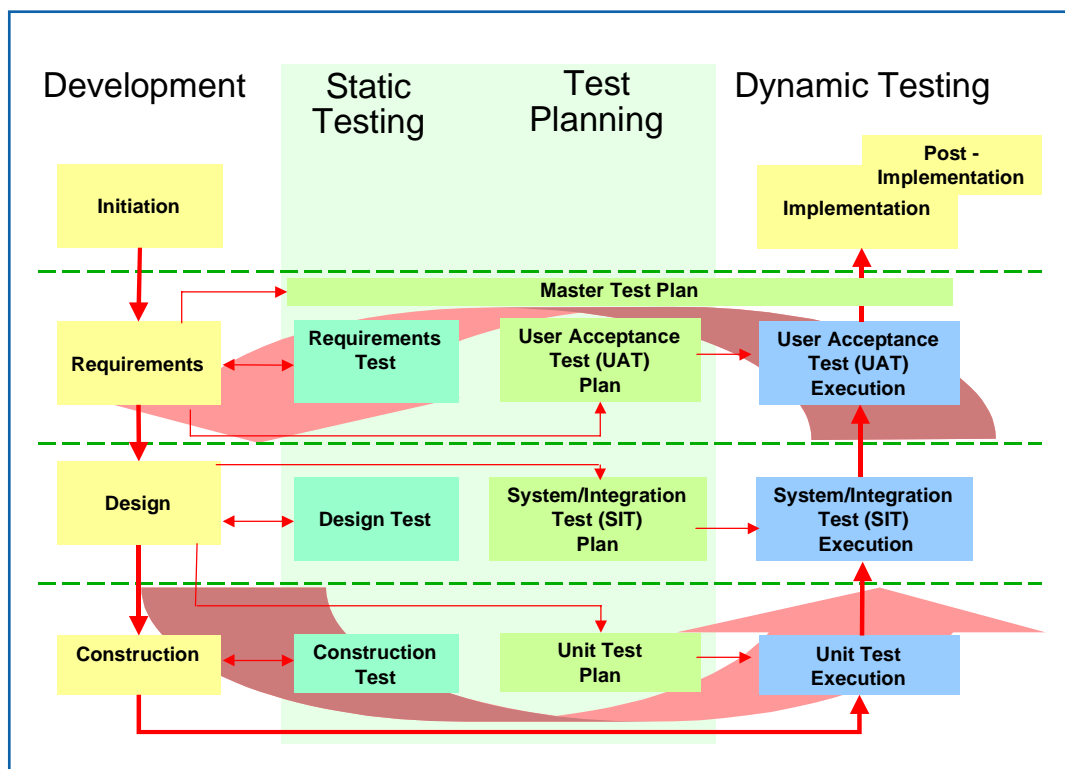 Development
Static
Testing
Test
Planning
Dynamic Testing
Post -
Implementation
Initiation
Implementation
Master Test Plan
Requirements
Requirements
Test
User Acceptance
Test (UAT)
Plan
User Acceptance
Test (UAT)
Execution
Design
Design Test
System/Integration
Test (SIT)
Plan
System/Integration
Test (SIT)
Execution
Construction
Construction
Test
Unit Test
Plan
Unit Test
Execution